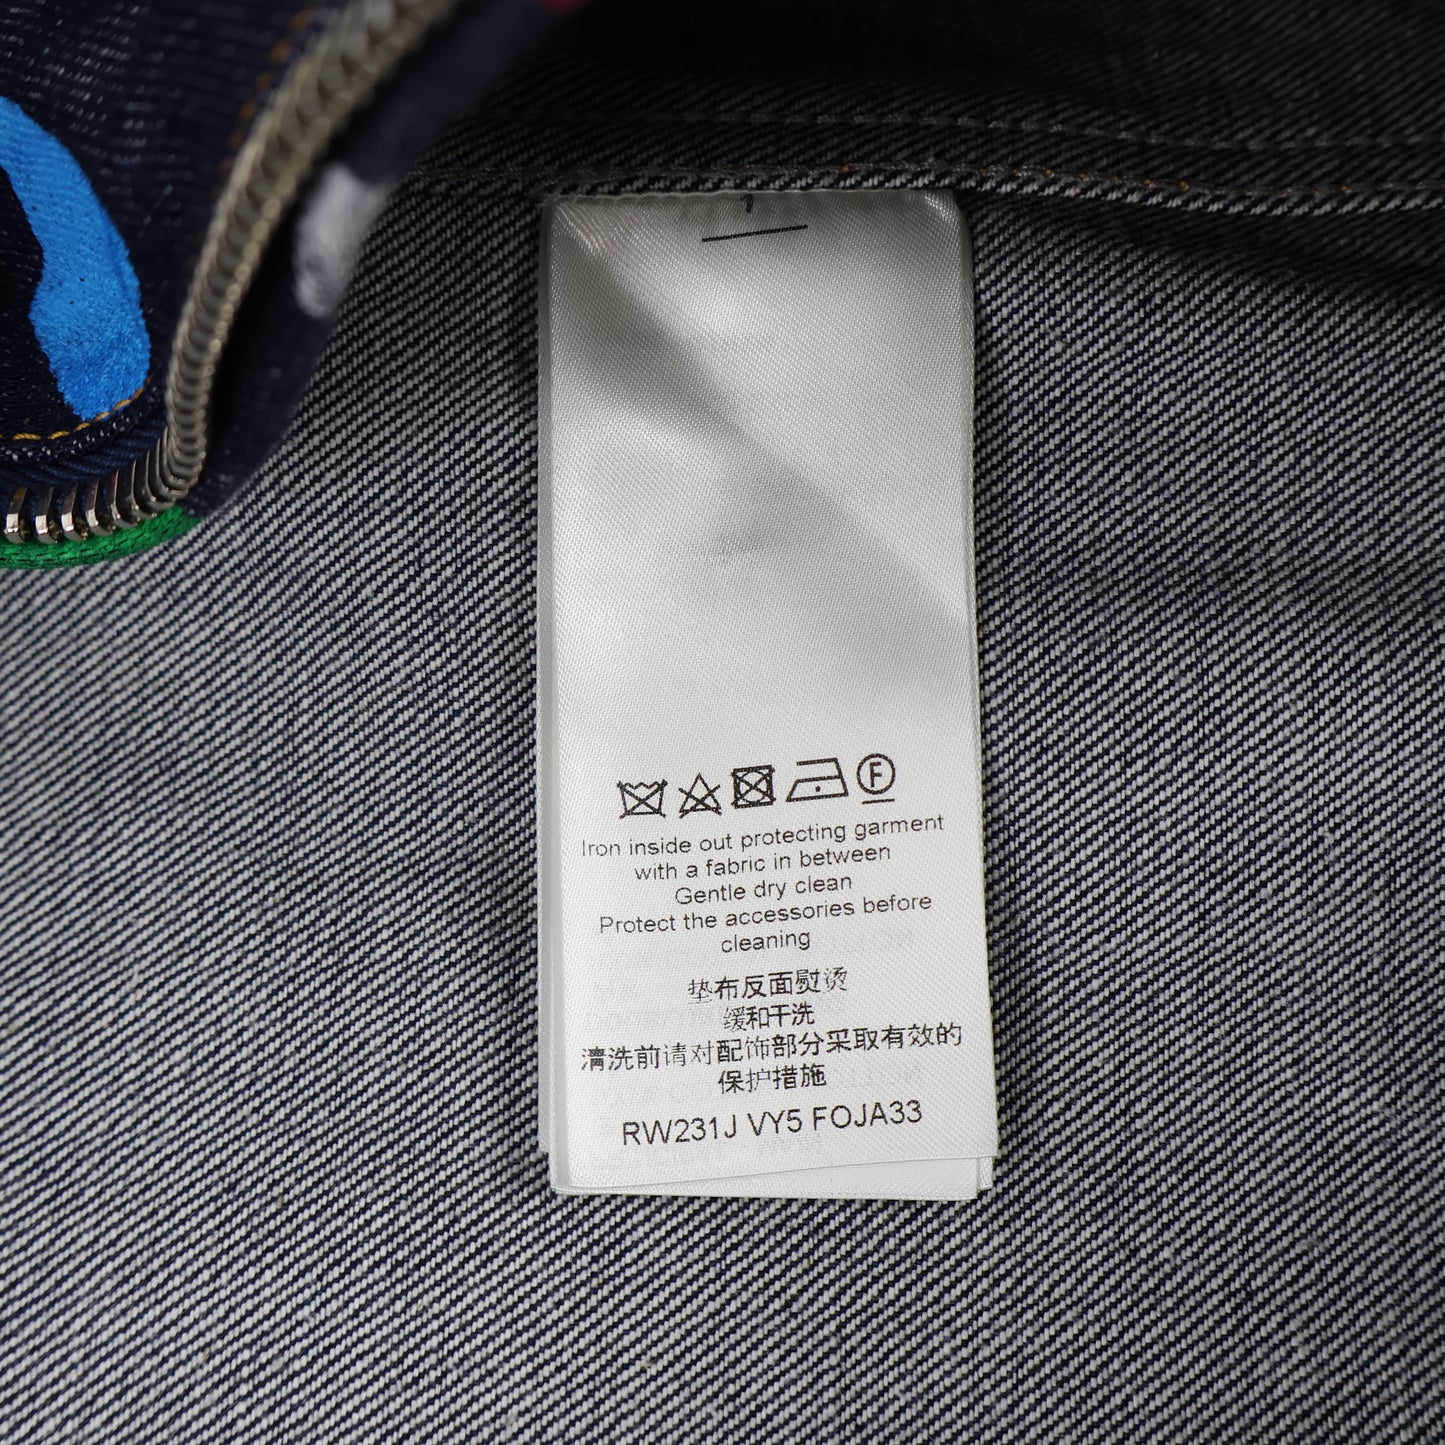 F
Iron inside out protecting garment
with a fabric in between
Gentle dry clean
Protect the accessories before
cleaning
垫布反面熨烫
缓和干洗
清洗前请对配饰部分采取有效的
保护措施
RW231J VY5 FOJA33